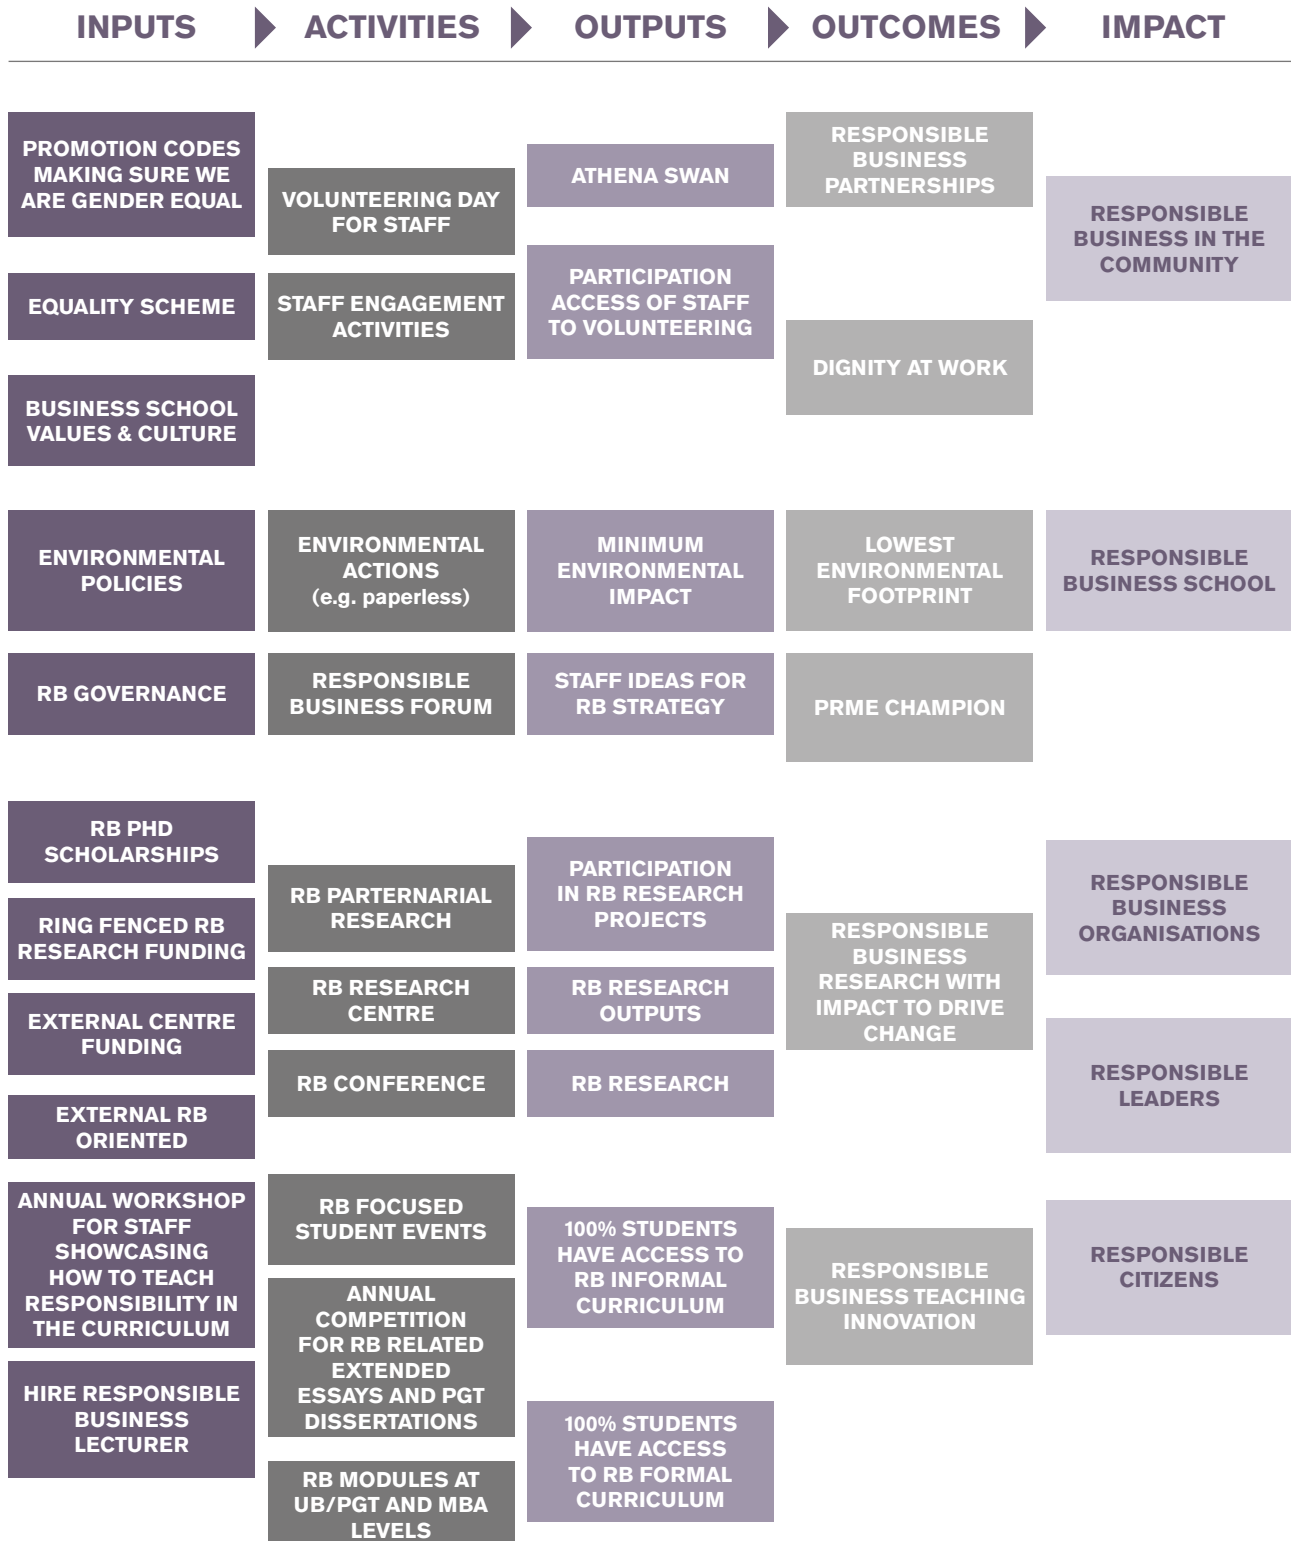 INPUTS
ACTIVITIES
OUTPUTS
OUTCOMES
IMPACT
PROMOTION CODES
MAKING SURE WE
ARE GENDER EQUAL
EQUALITY SCHEME
BUSINESS SCHOOL
VALUES & CULTURE
VOLUNTEERING DAY
FOR STAFF
STAFF ENGAGEMENT
ACTIVITIES
ATHENA SWAN
PARTICIPATION
ACCESS OF STAFF
TO VOLUNTEERING
RESPONSIBLE
BUSINESS
PARTNERSHIPS
DIGNITY AT WORK
RESPONSIBLE
BUSINESS IN THE
COMMUNITY
ENVIRONMENTAL
POLICIES
ENVIRONMENTAL
ACTIONS
(e.g. paperless)
MINIMUM
ENVIRONMENTAL
IMPACT
LOWEST
ENVIRONMENTAL
FOOTPRINT
RESPONSIBLE
BUSINESS SCHOOL
RB GOVERNANCE
RESPONSIBLE
BUSINESS FORUM
STAFF IDEAS FOR
RB STRATEGY
PRME CHAMPION
RB PHD
SCHOLARSHIPS
RING FENCED RB
RESEARCH FUNDING
EXTERNAL CENTRE
FUNDING
EXTERNAL RB
ORIENTED
RB PARTERNARIAL
RESEARCH
RB RESEARCH
CENTRE
RB CONFERENCE
PARTICIPATION
IN RB RESEARCH
PROJECTS
RB RESEARCH
OUTPUTS
RB RESEARCH
RESPONSIBLE
BUSINESS
RESEARCH WITH
IMPACT TO DRIVE
CHANGE
RESPONSIBLE
BUSINESS
ORGANISATIONS
RESPONSIBLE
LEADERS
ANNUAL WORKSHOP
FOR STAFF
SHOWCASING
HOW TO TEACH
RESPONSIBILITY IN
THE CURRICULUM
HIRE RESPONSIBLE
BUSINESS
LECTURER
RB FOCUSED
STUDENT EVENTS
ANNUAL
COMPETITION
FOR RB RELATED
EXTENDED
ESSAYS AND PGT
DISSERTATIONS
RB MODULES AT
UB/PGT AND MBA
LEVELS
100% STUDENTS
HAVE ACCESS TO
RB INFORMAL
CURRICULUM
100% STUDENTS
HAVE ACCESS
TO RB FORMAL
CURRICULUM
RESPONSIBLE
BUSINESS TEACHING
INNOVATION
RESPONSIBLE
CITIZENS